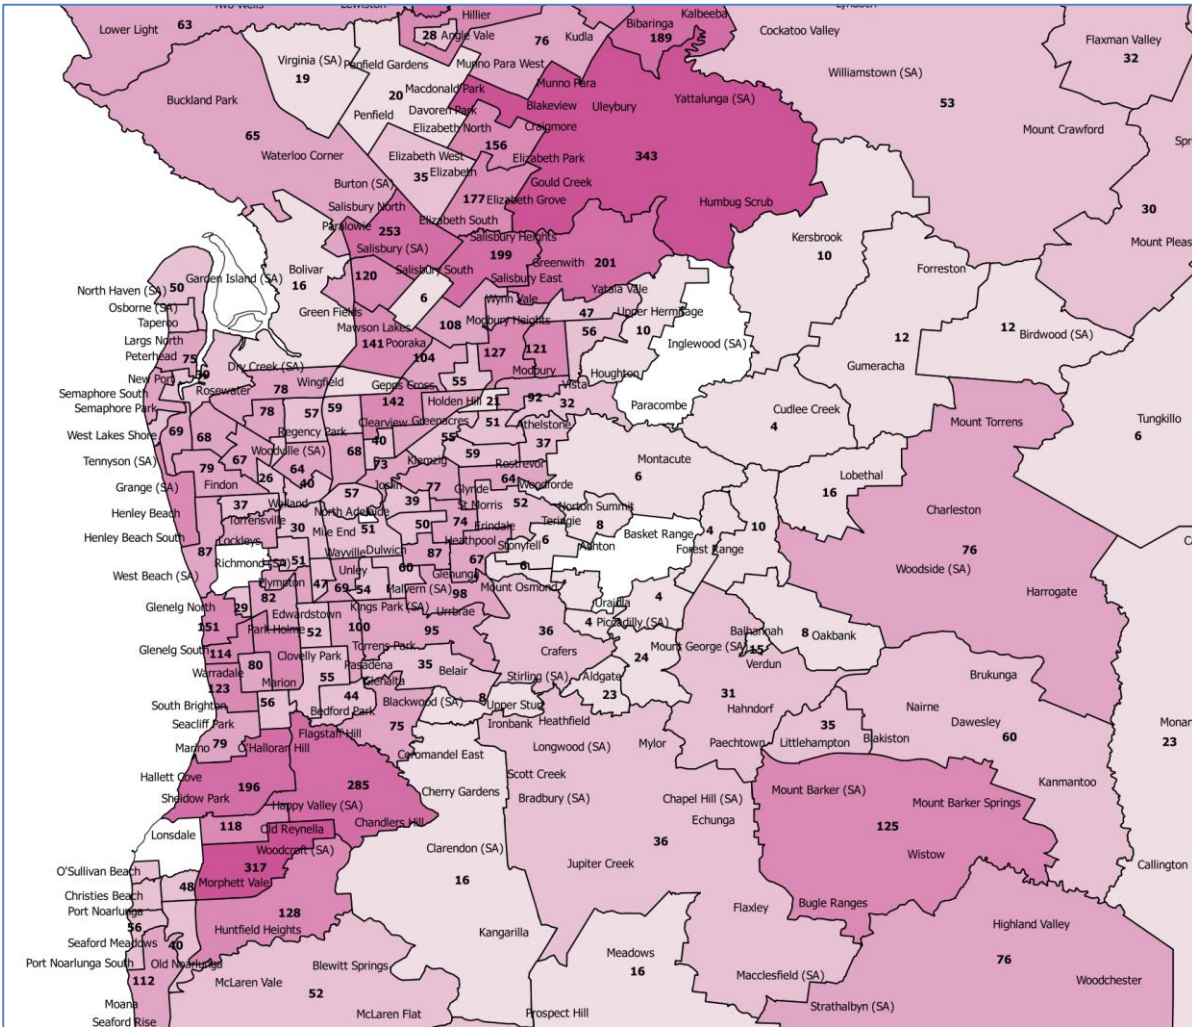 Lower Light
63
Hillier
Kalbeeba
Bibaringa
189
Cockatoo Valley
28
Angle Vale
76
Kudla
Flaxman Valley
32
Virginia (SA)
19
Penfield Gardens
Munno Para West
Williamstown (SA)
53
Munno Para
Macdonald Park
20
Buckland Park
Blakeview
Uleybury
Yattalunga (SA)
Davoren Park
Penfield
Elizabeth North
Craigmore
Mount Crawford
65
156
Waterloo Corner
Elizabeth West
Elizabeth Park
343
35
Elizabeth
Burton (SA)
Gould Creek
177
Elizabeth Grove
Humbug Scrub
30
Salisbury North
Elizabeth South
Paralowie
253
Salisbury Heights
Kersbrook
10
Salisbury (SA)
199
Greenwith
201
Bolivar
16
120
Salisbury South
Salisbury East
Forreston
Garden Island (SA)
50
North Haven (SA)
6
Yatala Vale
Osborne (SA)
Wynn Vale
Green Fields
47
Upper Hermitage
Taperoo
Mawson Lakes
108
Modbury Heights
56
10
12
12
Birdwood (SA)
Largs North
141
Pooraka
Inglewood (SA)
Peterhead
75
104
127
121
Gumeracha
Dry Creek (SA)
Houghton
New Port
30
Wingfield
Gepps Cross
55
Modbury
Vista
Semaphore South
Rosewater
78
142
Holden Hill
21
92
32
Paracombe
Semaphore Park
78
57
59
Clearview
Greenacres
51
Athelstone
Cudlee Creek
4
Mount Torrens
Tungkillo
6
West Lakes Shore
69
68
Regency Park
40
55
37
Tennyson (SA)
67
Woodville (SA)
68
73
Klemzig
59
Rostrevor
Montacute
6
Lobethal
16
79
Findon
26
64
40
Joslin
77
Glynde
64
Woodforde
Grange (SA)
57
39
St Morris
52
Norton Summit
Charleston
Henley Beach
37
Welland
North Adelaide
Torrensville
30
Mile End
51
50
74
Erindale
Teringie
8
4
10
Henley Beach South
Lockleys
Heathpool
6
Basket Range
87
Wayville
Dulwich
87
Stonyfell
Ashton
Forest Range
76
Richmond (SA)
51
Unley
60
67
6
Woodside (SA)
West Beach (SA)
Plympton
47
69
54
Malvern (SA)
Glenunga
Mount Osmond
82
98
Uraidla
4
Harrogate
Glenelg North
29
Edwardstown
Kings Park (SA)
Urrbrae
4
Piccadilly (SA)
151
Park Holme
52
100
95
36
Balhannah
8
Oakbank
Glenelg South
114
Clovelly Park
Torrens Park
Crafers
24
Mount George (SA)
15
Verdun
80
Pasadena
35
Belair
Warradale
55
Glenalta
Stirling (SA)
Aldgate
Brukunga
123
Marion
44
Blackwood (SA)
8
23
31
South Brighton
56
Bedford Park
Upper Sturt
Hahndorf
Nairne
Seacliff Park
Flagstaff Hill
75
Ironbank
Heathfield
35
Dawesley
60
Marino
79
O'Halloran Hill
Longwood (SA)
Mylor
Paechtown
Littlehampton
Blakiston
23
Coromandel East
Hallett Cove
196
285
Scott Creek
Kanmantoo
Sheidow Park
Cherry Gardens
Bradbury (SA)
Chapel Hill (SA)
Mount Barker (SA)
Mount Barker Springs
Happy Valley (SA)
Chandlers Hill
Echunga
125
118
Old Reynella
Lonsdale
Woodcroft (SA)
Clarendon (SA)
36
Wistow
O'Sullivan Beach
317
Jupiter Creek
Callington
Morphett Vale
16
Christies Beach
48
Bugle Ranges
Port Noarlunga
128
Flaxley
56
Huntfield Heights
Kangarilla
Highland Valley
Seaford Meadows
40
Meadows
16
76
Port Noarlunga South
Old Noarlunga
Blewitt Springs
Macclesfield (SA)
Woodchester
112
McLaren Vale
52
Moana
McLaren Flat
Prospect Hill
Strathalbyn (SA)
Seaford Rise